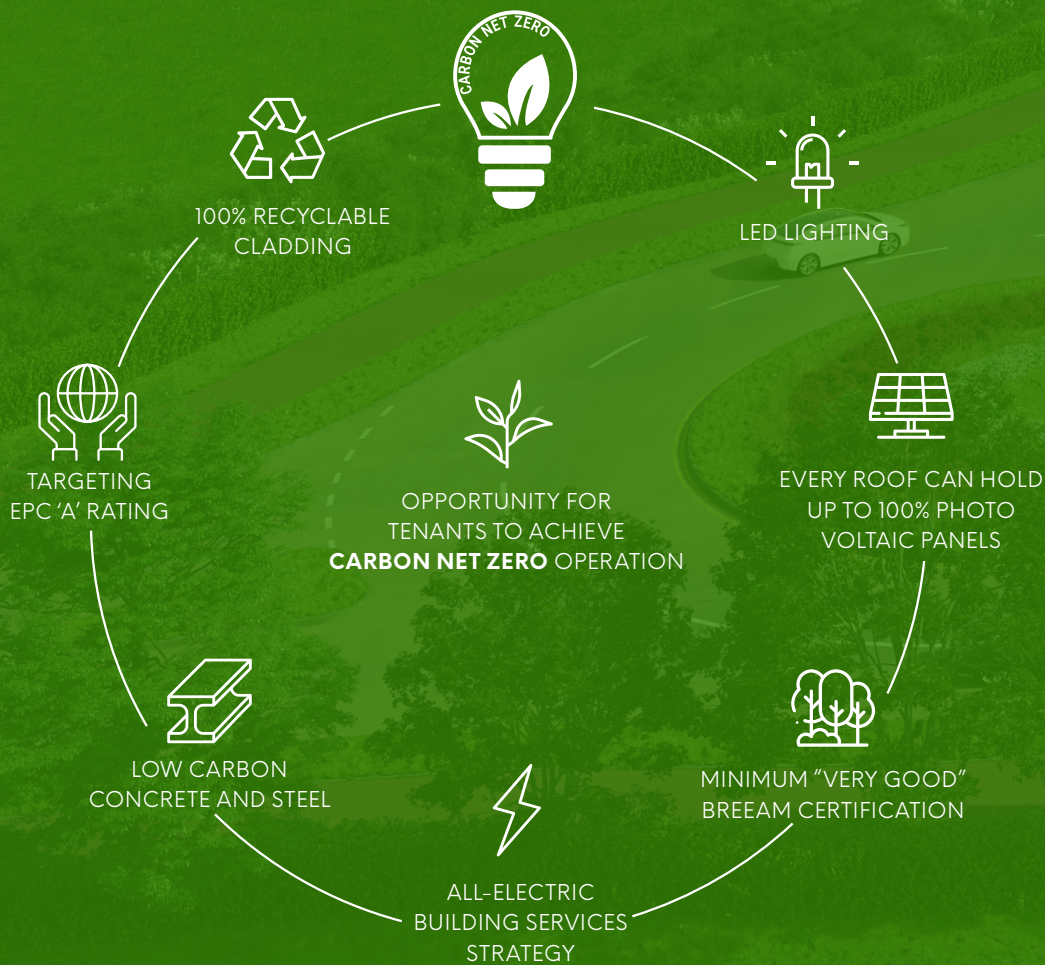 CARBON NET ZERO
100% RECYCLABLE
CLADDING
LED LIGHTING
TARGETING
EPC ‘A’ RATING
OPPORTUNITY FOR
TENANTS TO ACHIEVE
CARBON NET ZERO OPERATION
EVERY ROOF CAN HOLD
UP TO 100% PHOTO
VOLTAIC PANELS
LOW CARBON
CONCRETE AND STEEL
MINIMUM “VERY GOOD”
BREEAM CERTIFICATION
ALL-ELECTRIC
BUILDING SERVICES
STRATEGY